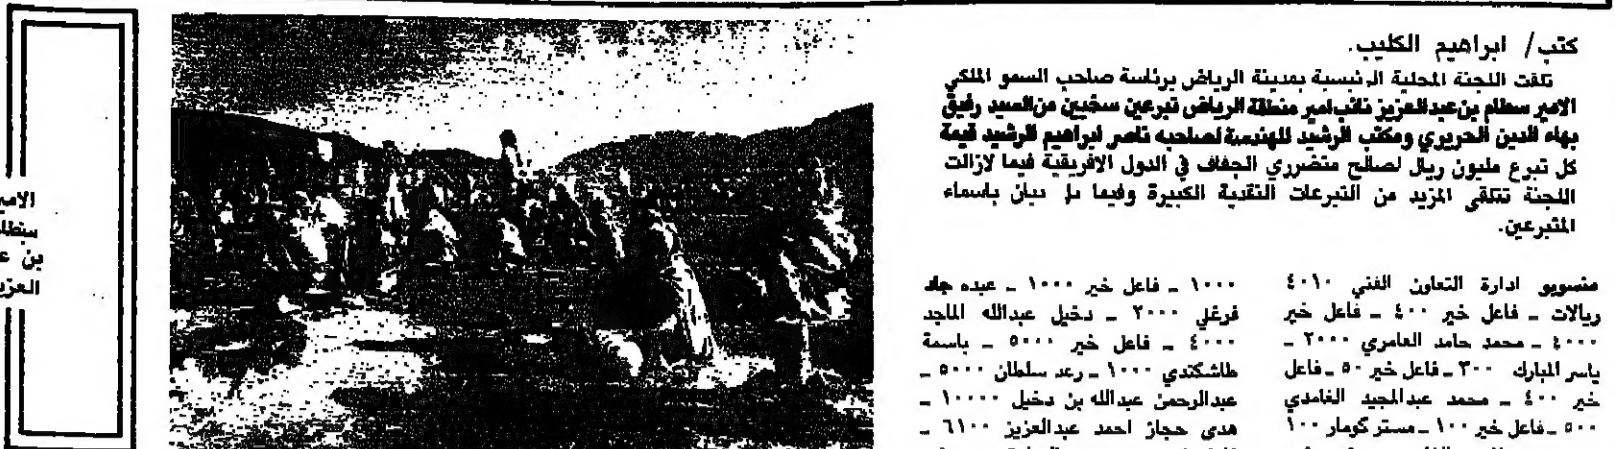 كتب/ ابراهيم الكليب.
تلقت اللجنة المحلية الرئيسية بمدينة الرياض برئاسة صاحب السمو الملكي
الامير سطام بن عبدالعزيز نائب امير منطقة الرياض تبرعين سخيين من السيد رفيق
بهاء الدين الحريري ومكتب الرشيد للهندسة لصاحبه ناصر ابراهيم الرشيد قيمة
كل تبرع مليون ريال لصالح متضرري الجفاف في الدول الافريقية فيما لازالت
اللجنة تتلقى المزيد من التبرعات النقدية الكبيرة وفيما يلي بيان باسماء
المتبرعين.
منسوبو ادارة التعاون الفني ٤٠١٠
ريالات ـ فاعل خير ٤٠٠ ـ فاعل خير
٤٠٠٠ ـ محمد حامد العامري ٢٠٠٠ ـ
ياسر المبارك ٣٠٠ ـ فاعل خير ٥٠ ـ فاعل
خير ٤٠٠ ـ محمد عبدالمجيد الغامدي
٥٠٠ ـ فاعل خير ١٠٠ ـ مستر كومار ١٠٠
١٠٠٠ ـ فاعل خير ١٠٠٠ ـ عبده جاد
فرغلي ٢٠٠٠ ـ دخيل عبدالله الماجد
٤٠٠٠ ـ فاعل خير ٥٠٠٠ ـ باسمة
طاشكندي ١٠٠٠ ـ رعد سلطان ٥٠٠٠ ـ
عبدالرحمن عبدالله بن دخيل ١٠٠٠٠ ـ
هدى حجاز احمد عبدالعزيز ٦١٠٠ ـ
الامير
سطام
بن